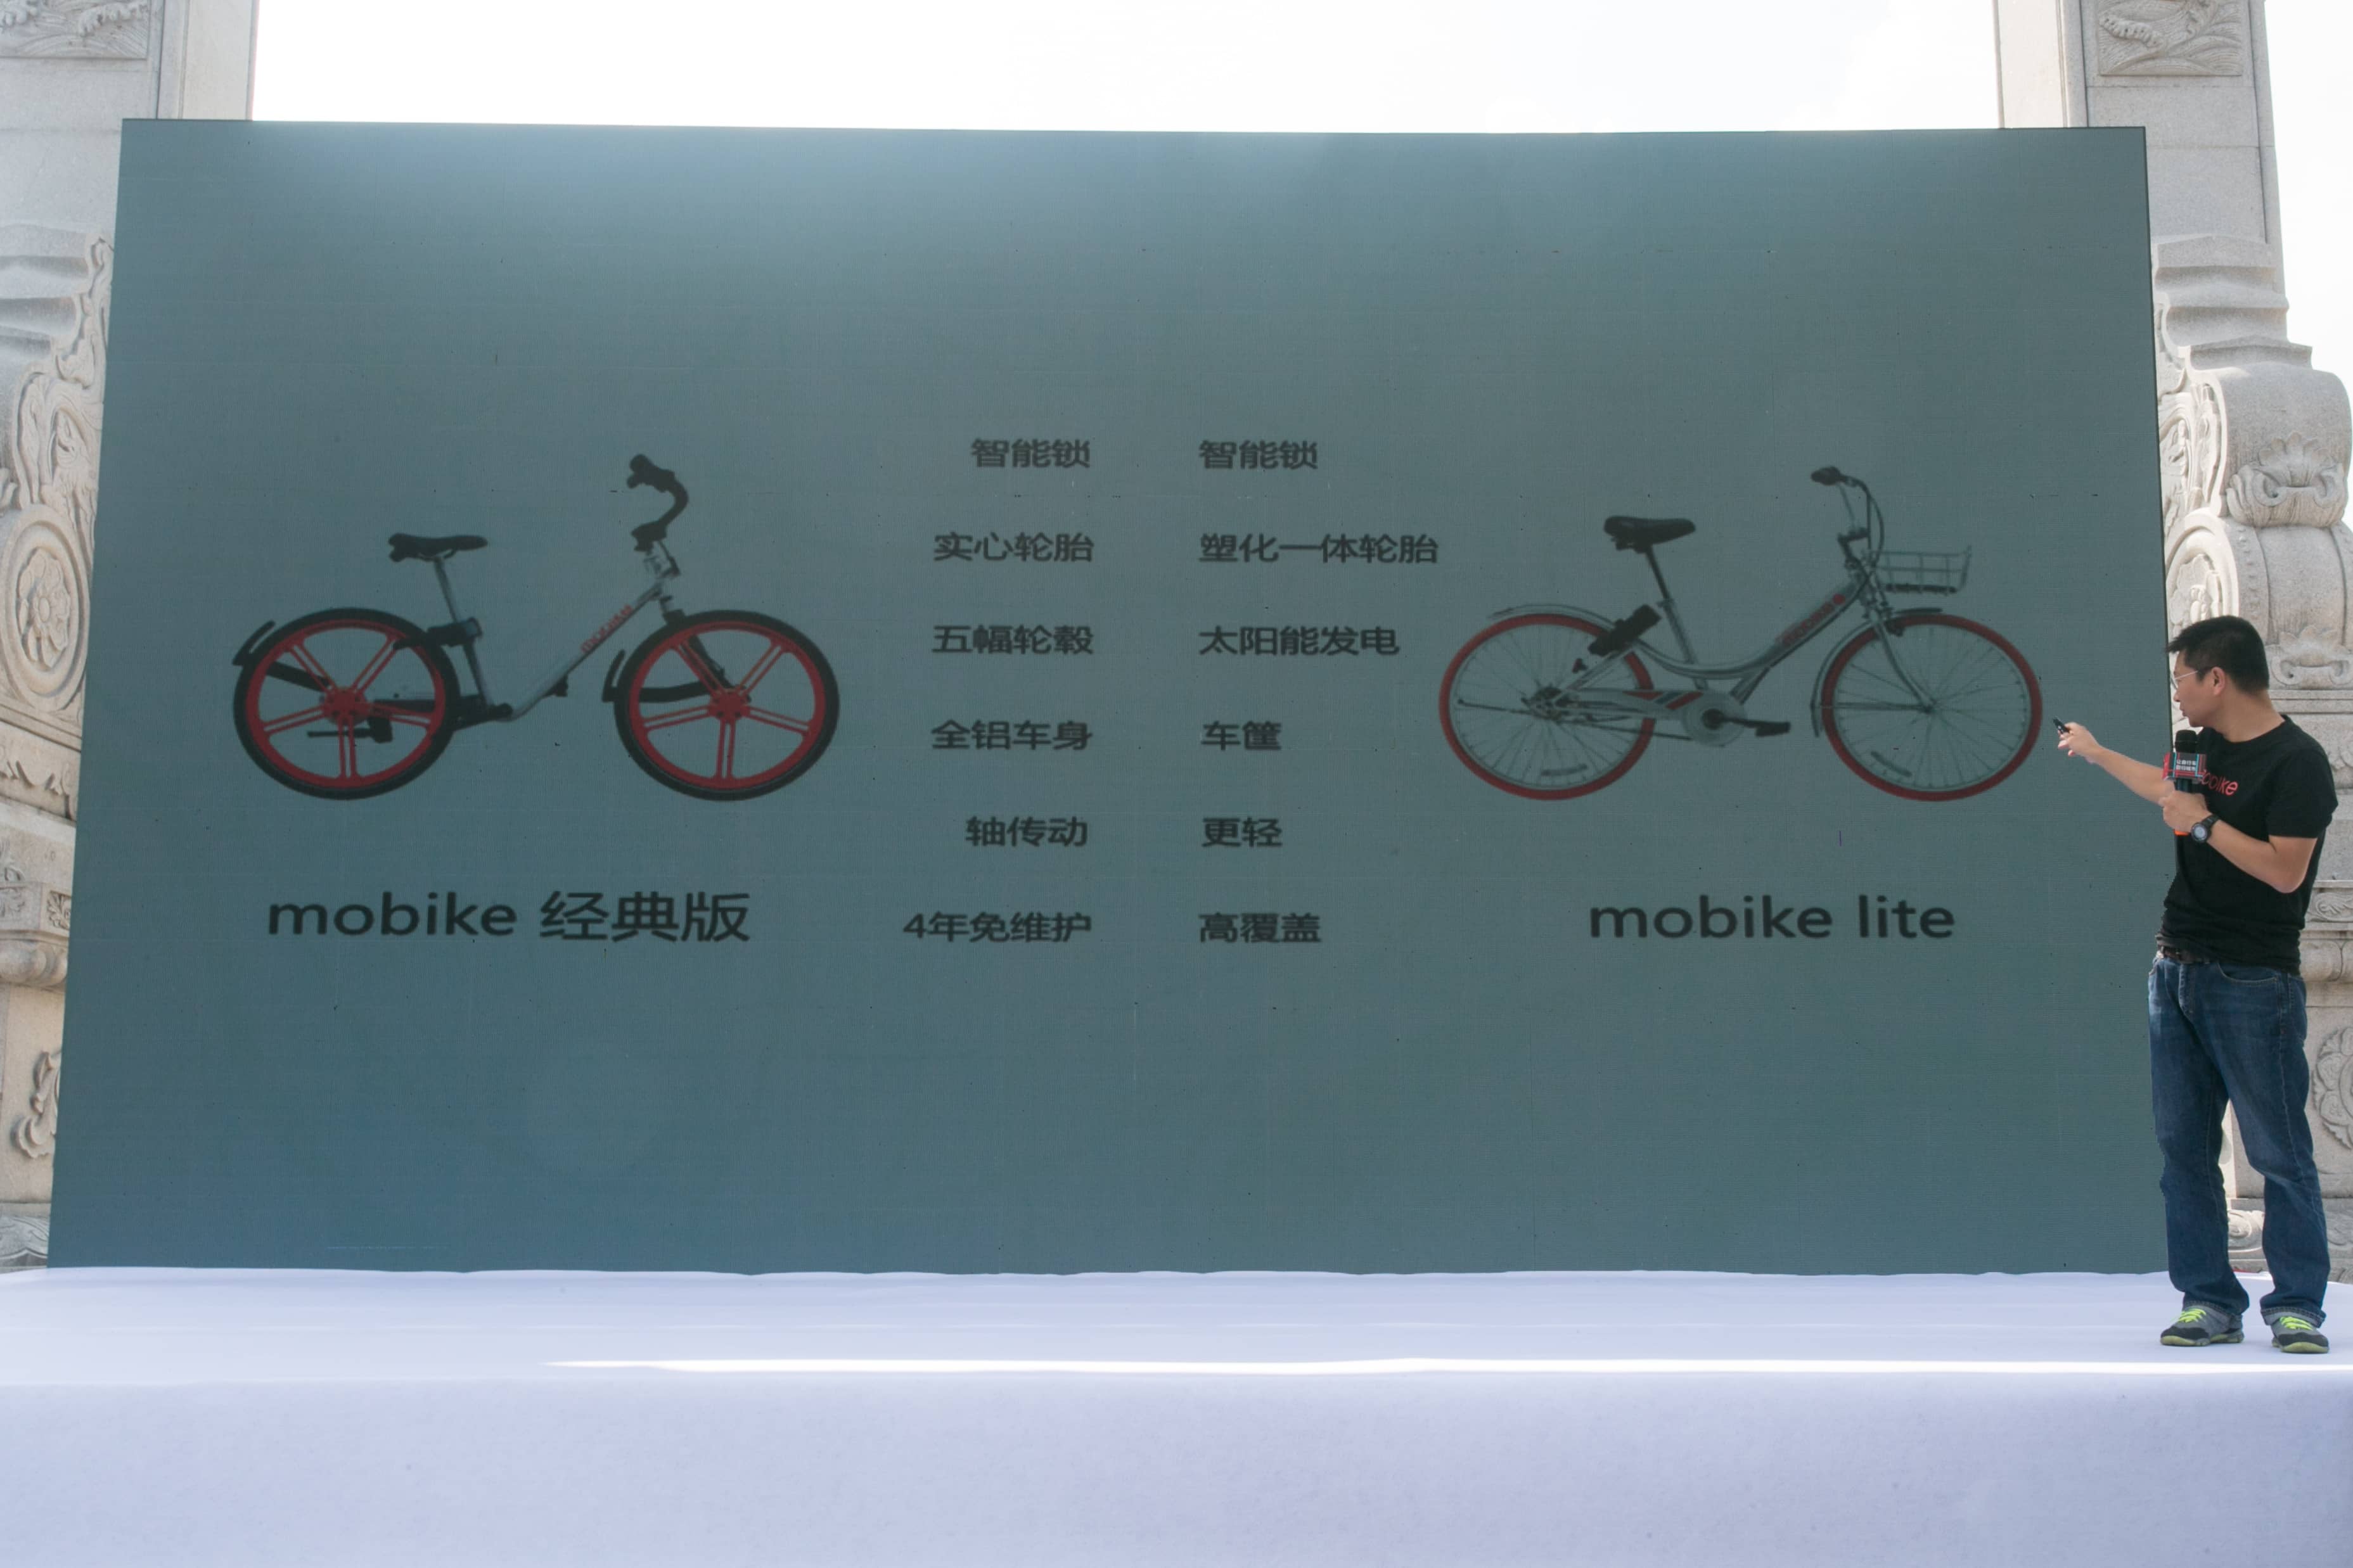 智能锁
实心轮胎
五幅轮毂
全铝车身
轴传动
4年免维护
智能锁
塑化一体轮胎
太阳能发电
车筐
更轻
高覆盖
mobike 经典版
mobike lite
mobike